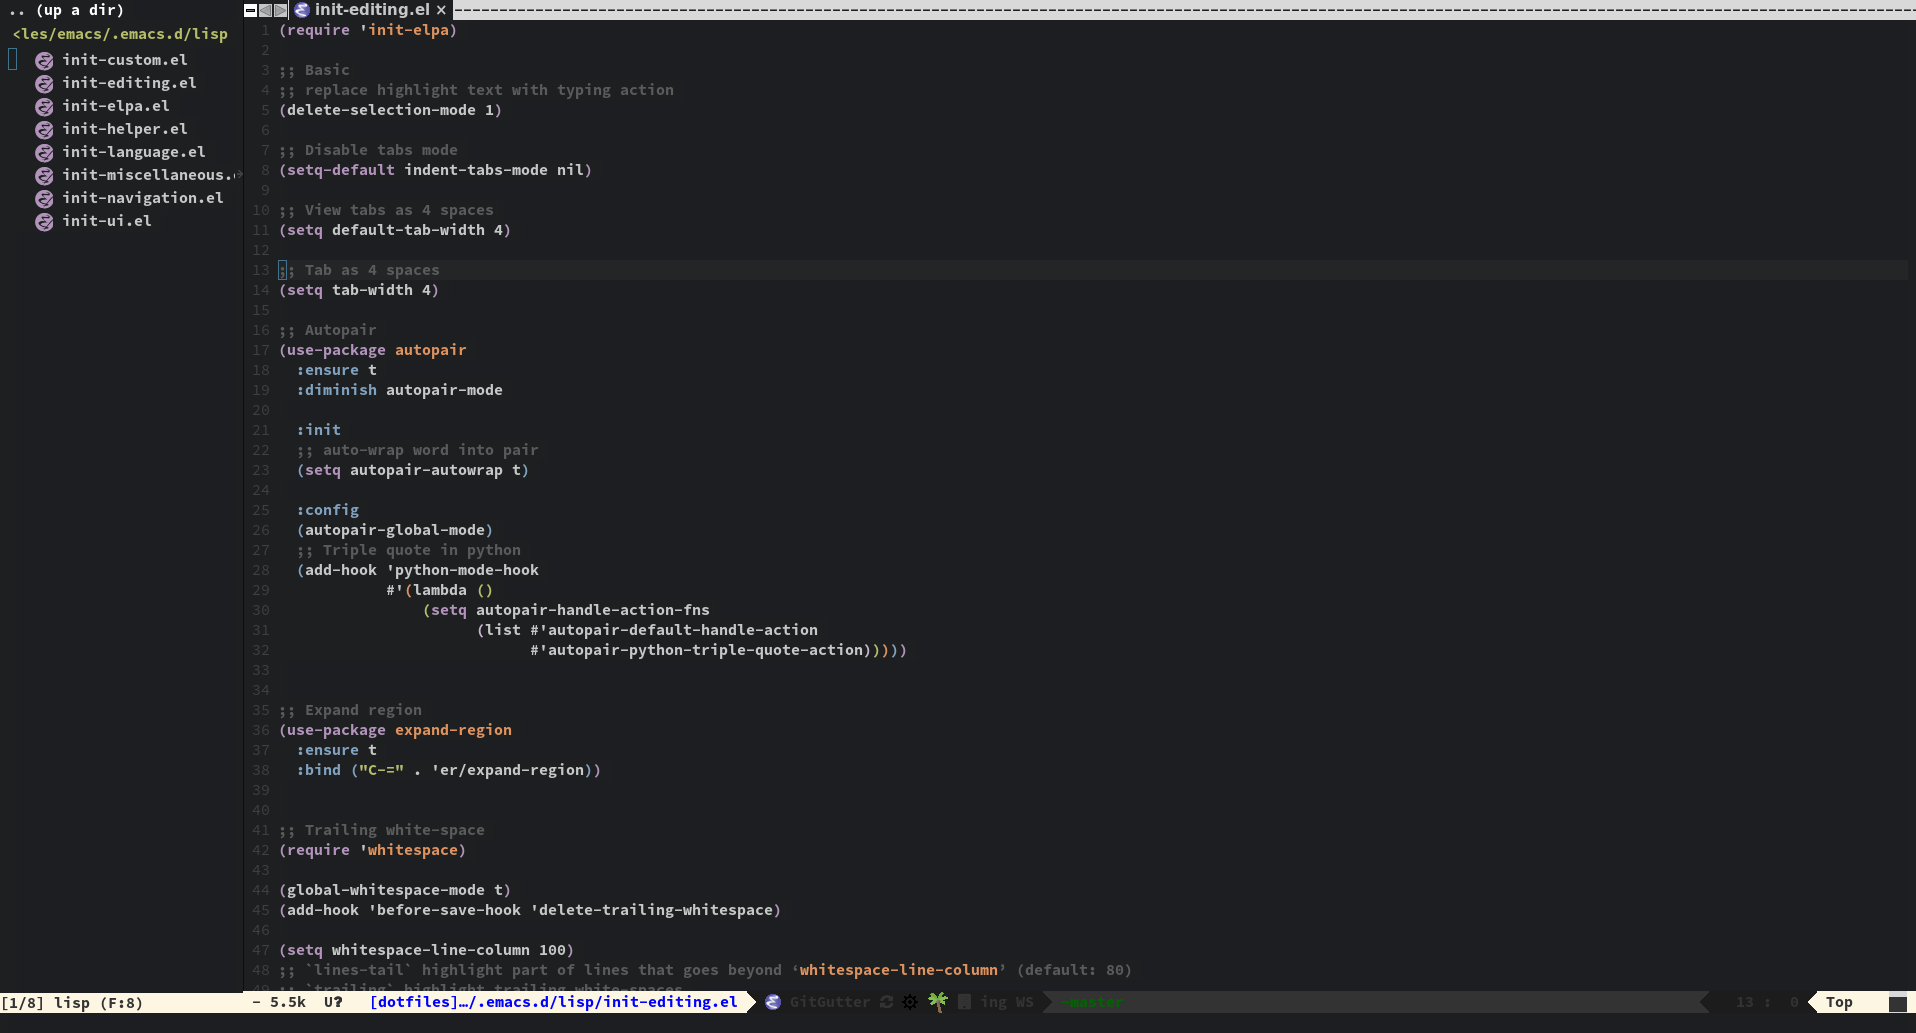 .. (up a dir)
<les/emacs/.emacs.d/lisp
init-custom.el
init-editing.el
init-elpa.el
init-helper.el
init-language.el
init-miscellaneous.
init-navigation.el
init-ui.el
init-editing.el ×
1 (require 'init-elpa)
2
3 ;; Basic
4 ;; replace highlight text with typing action
5 (delete-selection-mode 1)
6
7 ;; Disable tabs mode
8 (setq-default indent-tabs-mode nil)
9
10 ;; View tabs as 4 spaces
11 (setq default-tab-width 4)
12
13 ;; Tab as 4 spaces
14 (setq tab-width 4)
15
16 ;; Autopair
17 (use-package autopair
18   :ensure t
19   :diminish autopair-mode
20
21   :init
22   ;; auto-wrap word into pair
23   (setq autopair-autowrap t)
24
25   :config
26   (autopair-global-mode)
27   ;; Triple quote in python
28   (add-hook 'python-mode-hook
29             #'(lambda ()
30                 (setq autopair-handle-action-fns
31                       (list #'autopair-default-handle-action
32                             #'autopair-python-triple-quote-action)))))
33
34
35 ;; Expand region
36 (use-package expand-region
37   :ensure t
38   :bind ("C-=" . 'er/expand-region))
39
40
41 ;; Trailing white-space
42 (require 'whitespace)
43
44 (global-whitespace-mode t)
45 (add-hook 'before-save-hook 'delete-trailing-whitespace)
46
47 (setq whitespace-line-column 100)
48 ;; `lines-tail` highlight part of lines that goes beyond ‘whitespace-line-column’ (default: 80)
49 ;; `trailing` highlight trailing white-spaces
[1/8] lisp (F:8)
- 5.5k U? [dotfiles]…/.emacs.d/lisp/init-editing.el GitGutter ing WS -master 13 : 0 Top